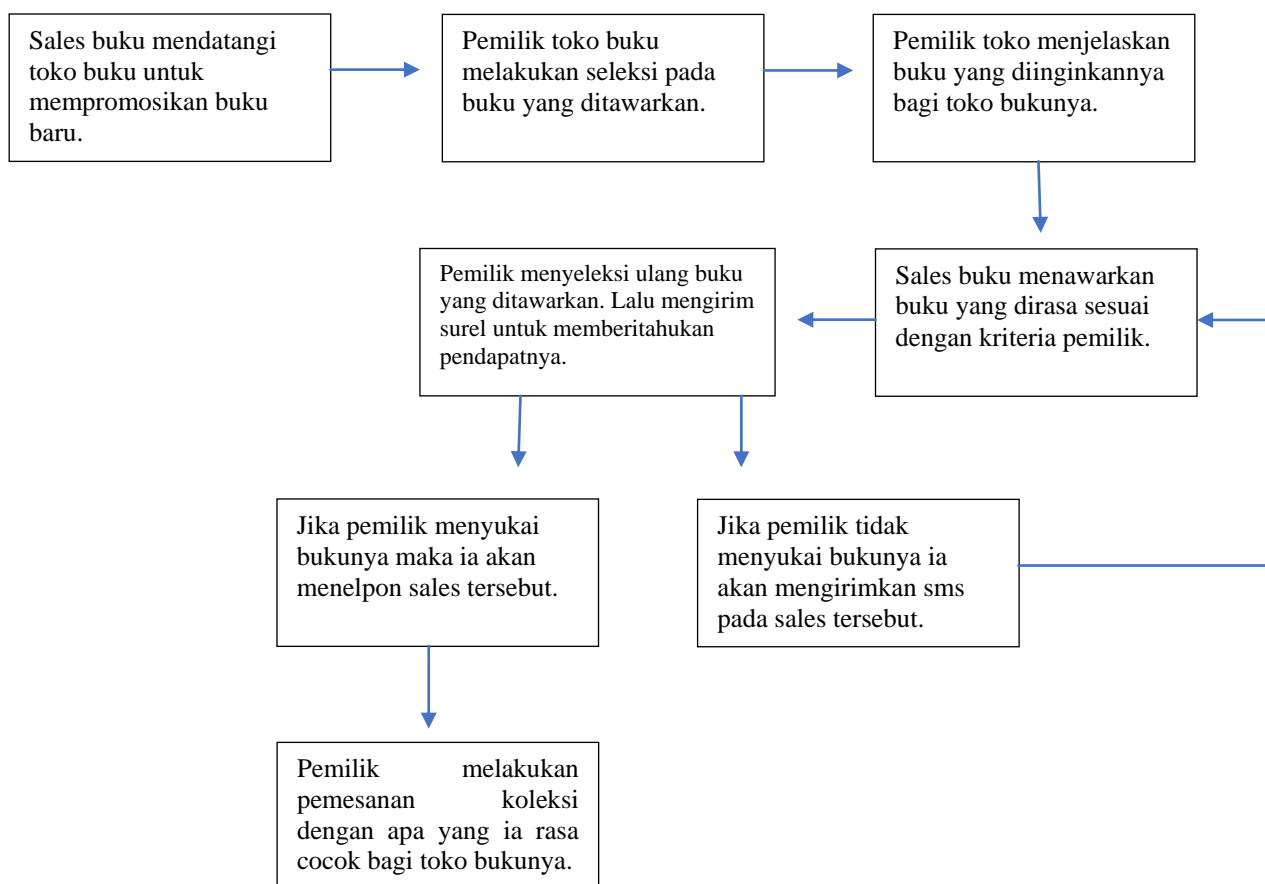 Sales buku mendatangi
toko buku untuk
mempromosikan buku
baru.
Pemilik toko buku
melakukan seleksi pada
buku yang ditawarkan.
Pemilik toko menjelaskan
buku yang diinginkannya
bagi toko bukunya.
Sales buku menawarkan
buku yang dirasa sesuai
dengan kriteria pemilik.
Pemilik menyeleksi ulang buku
yang ditawarkan. Lalu mengirim
surel untuk memberitahukan
pendapatnya.
Jika pemilik menyukai
bukunya maka ia akan
menelpon sales tersebut.
Jika pemilik tidak
menyukai bukunya ia
akan mengirimkan sms
pada sales tersebut.
Pemilik melakukan
pemesanan koleksi
dengan apa yang ia rasa
cocok bagi toko bukunya.